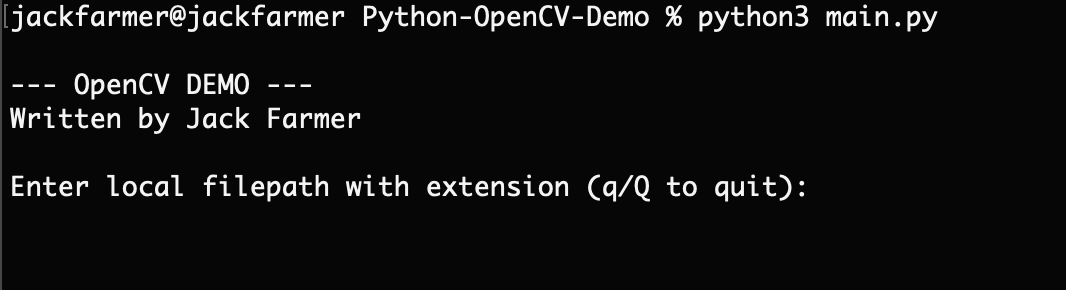 [jackfarmer@jackfarmer Python-OpenCV-Demo % python3 main.py
--- OpenCV DEMO ---
Written by Jack Farmer
Enter local filepath with extension (q/Q to quit):